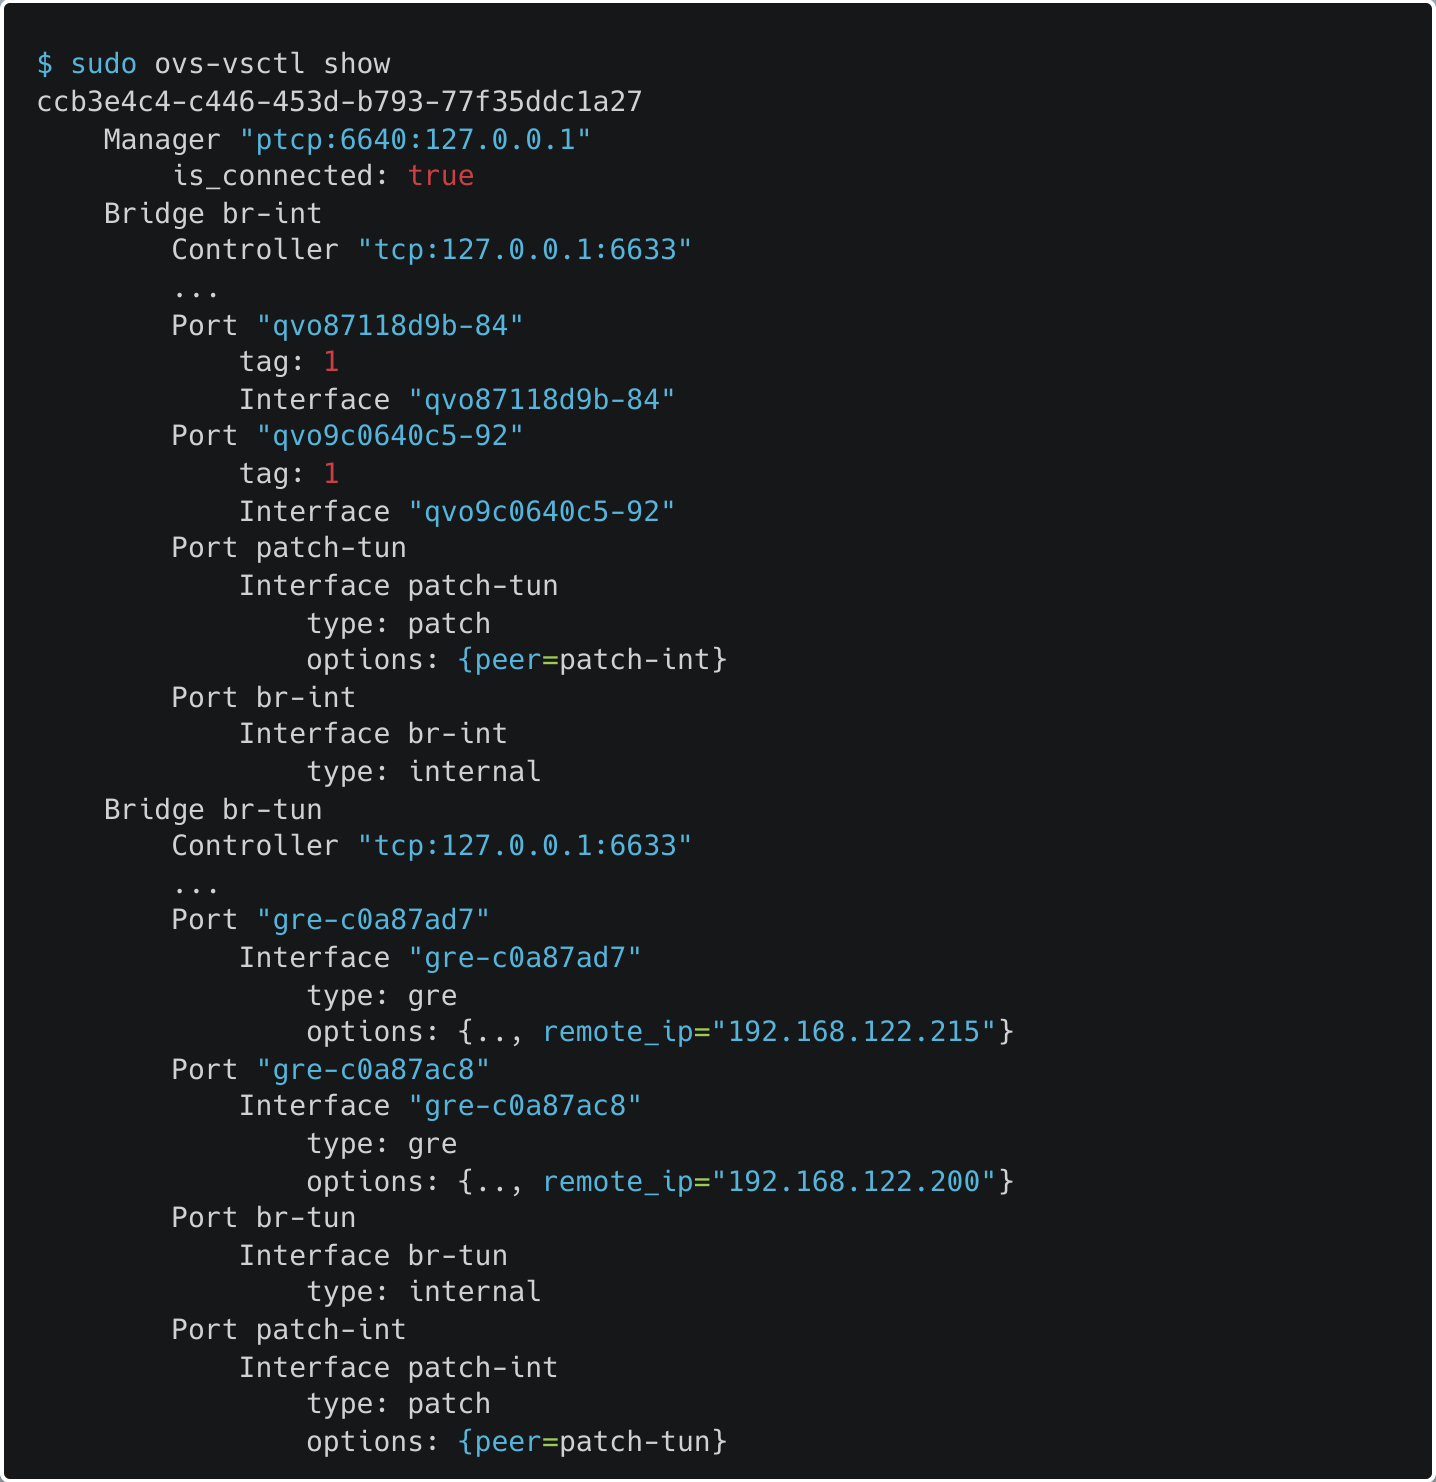 $ sudo ovs-vsctl show
ccb3e4c4-c446-453d-b793-77f35ddc1a27
    Manager "ptcp:6640:127.0.0.1"
        is_connected: true
    Bridge br-int
        Controller "tcp:127.0.0.1:6633"
        ...
        Port "qvo87118d9b-84"
            tag: 1
            Interface "qvo87118d9b-84"
        Port "qvo9c0640c5-92"
            tag: 1
            Interface "qvo9c0640c5-92"
        Port patch-tun
            Interface patch-tun
                type: patch
                options: {peer=patch-int}
        Port br-int
            Interface br-int
                type: internal
    Bridge br-tun
        Controller "tcp:127.0.0.1:6633"
        ...
        Port "gre-c0a87ad7"
            Interface "gre-c0a87ad7"
                type: gre
                options: {.., remote_ip="192.168.122.215"}
        Port "gre-c0a87ac8"
            Interface "gre-c0a87ac8"
                type: gre
                options: {.., remote_ip="192.168.122.200"}
        Port br-tun
            Interface br-tun
                type: internal
        Port patch-int
            Interface patch-int
                type: patch
                options: {peer=patch-tun}